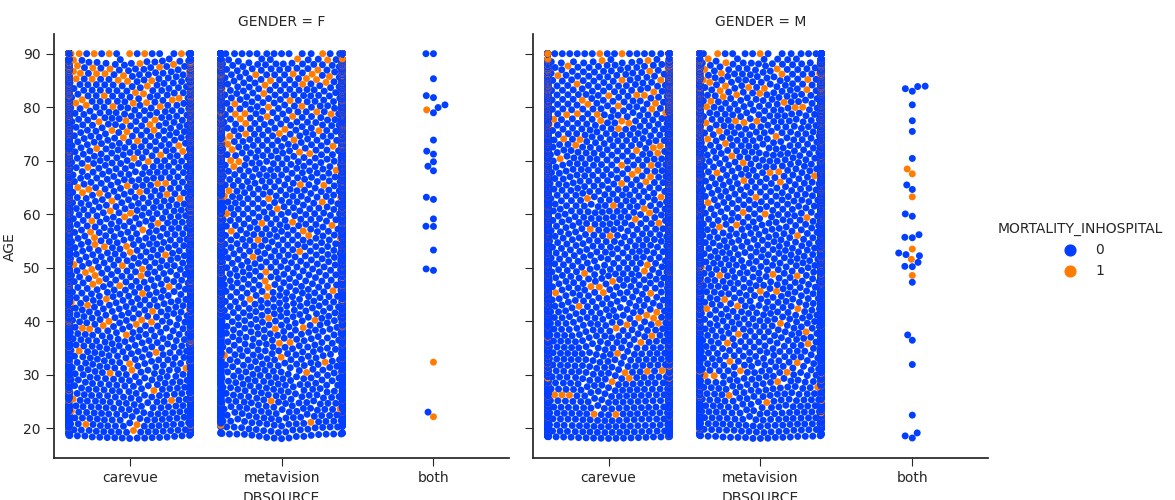 GENDER = F
GENDER = M
90
80
70
60
50
40
30
20
AGE
carevue
metavision
both
carevue
metavision
both
DBSOURCE
DBSOURCE
MORTALITY_INHOSPITAL
0
1